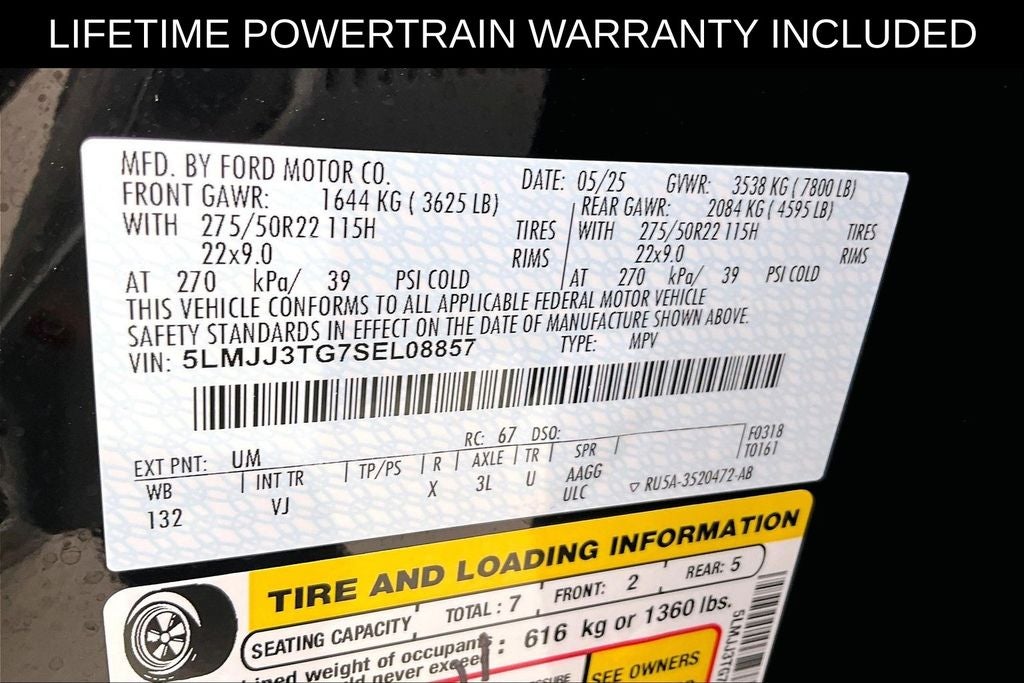 LIFETIME POWERTRAIN WARRANTY INCLUDED
MFD. BY FORD MOTOR CO. DATE: 05/25 GVWR: 3538 KG ( 7800 LB)
FRONT GAWR: 1644 KG ( 3625 LB) REAR GAWR: 2084 KG ( 4595 LB)
WITH 275/50R22 115H TIRES WITH 275/50R22 115H TIRES
22x9.0 RIMS 22x9.0 RIMS
AT 270 kPa/ 39 PSI COLD AT 270 kPa/ 39 PSI COLD
THIS VEHICLE CONFORMS TO ALL APPLICABLE FEDERAL MOTOR VEHICLE
SAFETY STANDARDS IN EFFECT ON THE DATE OF MANUFACTURE SHOWN ABOVE.
VIN: 5LMJJ3TG7SEL08857 TYPE: MPV
F0318
T0161
EXT PNT: UM RC: 67 DSO:
WB INT TR TP/PS R AXLE TR SPR
132 VJ X 3L U AAGG
ULC ▽ RU5A-3520472-AB
TIRE AND LOADING INFORMATION
SEATING CAPACITY TOTAL : 7 FRONT: 2 REAR: 5
weight of occupants : 616 kg or 1360 lbs.
never exceed
SEE OWNERS
5LMJJ3TG7